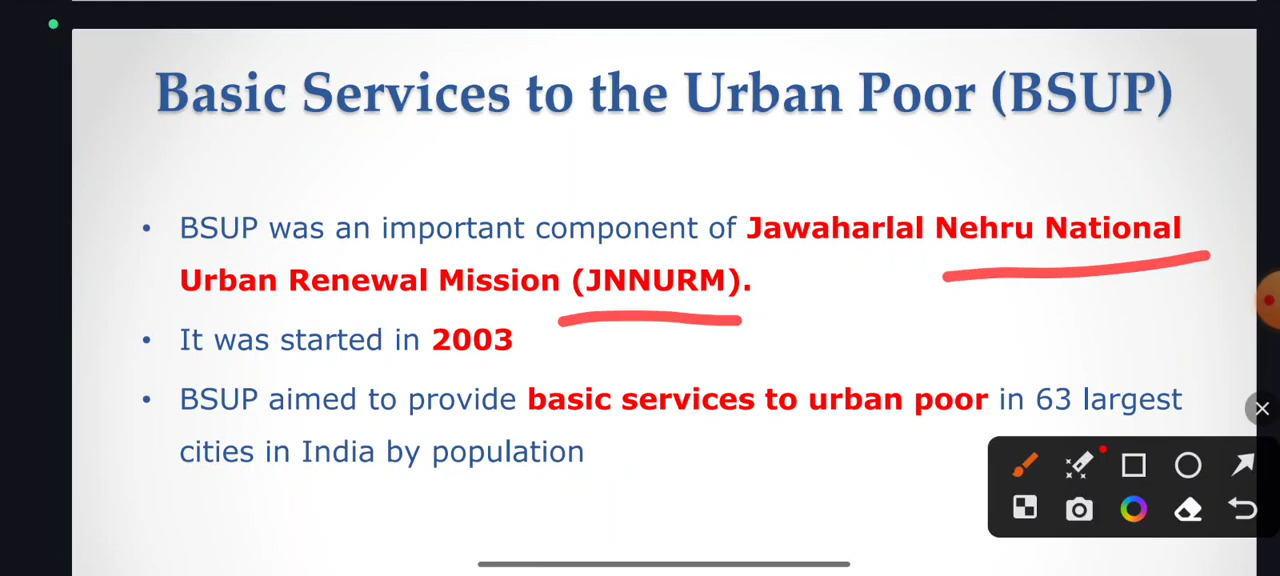 Basic Services to the Urban Poor (BSUP)
• BSUP was an important component of Jawaharlal Nehru National
Urban Renewal Mission (JNNURM).
• It was started in 2003
• BSUP aimed to provide basic services to urban poor in 63 largest
cities in India by population